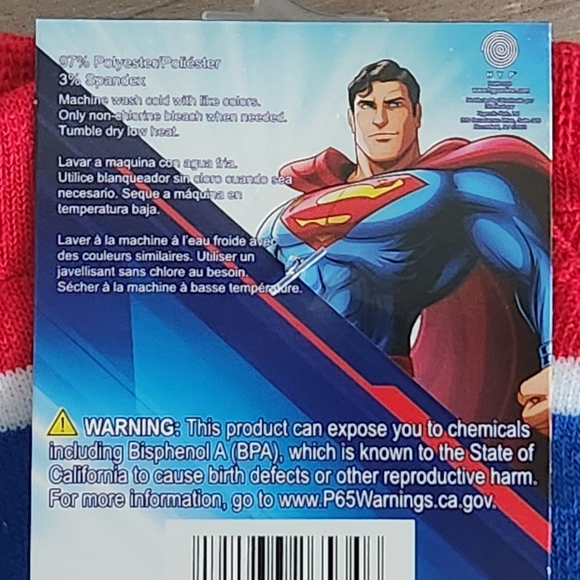 97% Polyester/Poliéster
3% Spandex
Machine wash cold with like colors.
Only non-chlorine bleach when needed.
Tumble dry low heat.
Lavar a maquina con agua fria.
Utilice blanqueador sin cloro cuando sea
necesario. Seque a máquina en
temperatura baja.
Laver à la machine à l'eau froide avec
des couleurs similaires. Utiliser un
javellisant sans chlore au besoin.
Sécher à la machine à basse température.
HYP
⚠ WARNING: This product can expose you to chemicals
including Bisphenol A (BPA), which is known to the State of
California to cause birth defects or other reproductive harm.
For more information, go to www.P65Warnings.ca.gov.